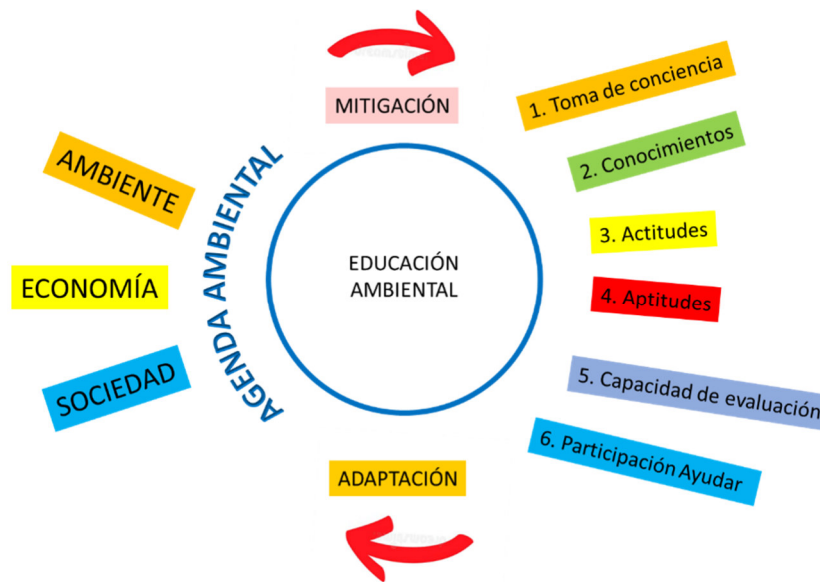 MITIGACIÓN
AMBIENTE
ECONOMÍA
SOCIEDAD
AGENDA AMBIENTAL
EDUCACIÓN
AMBIENTAL
ADAPTACIÓN
1. Toma de conciencia
2. Conocimientos
3. Actitudes
4. Aptitudes
5. Capacidad de evaluación
6. Participación Ayudar